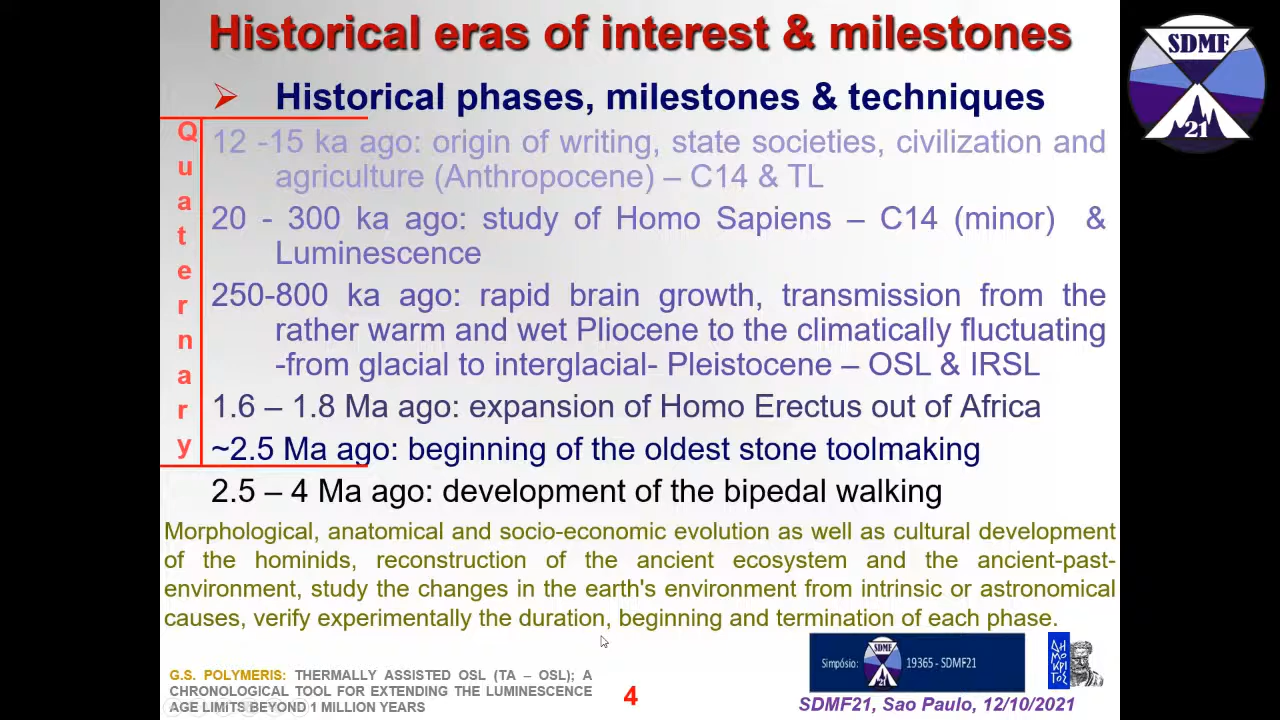 Historical eras of interest & milestones
SDMF
21
➢ Historical phases, milestones & techniques
Quaternary
12 -15 ka ago: origin of writing, state societies, civilization and
agriculture (Anthropocene) – C14 & TL
20 - 300 ka ago: study of Homo Sapiens – C14 (minor) &
Luminescence
250-800 ka ago: rapid brain growth, transmission from the
rather warm and wet Pliocene to the climatically fluctuating
-from glacial to interglacial- Pleistocene – OSL & IRSL
1.6 – 1.8 Ma ago: expansion of Homo Erectus out of Africa
~2.5 Ma ago: beginning of the oldest stone toolmaking
2.5 – 4 Ma ago: development of the bipedal walking
Morphological, anatomical and socio-economic evolution as well as cultural development
of the hominids, reconstruction of the ancient ecosystem and the ancient-past-
environment, study the changes in the earth's environment from intrinsic or astronomical
causes, verify experimentally the duration, beginning and termination of each phase.
G.S. POLYMERIS: THERMALLY ASSISTED OSL (TA – OSL); A
CHRONOLOGICAL TOOL FOR EXTENDING THE LUMINESCENCE
AGE LIMITS BEYOND 1 MILLION YEARS
4
Simpósio:
SDMF
21
19365 - SDMF21
ΔΗ
ΜΟ
ΚΡΙ
ΤΟΣ
SDMF21, Sao Paulo, 12/10/2021